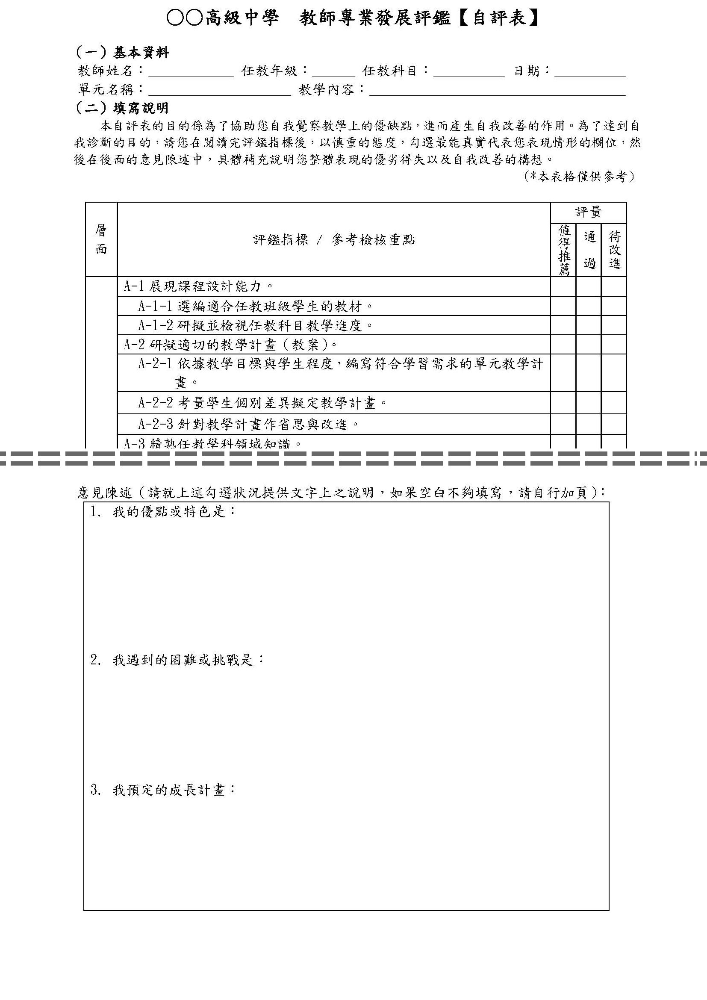 ○○高級中學　教師專業發展評鑑【自評表】
（一）基本資料
教師姓名：____________ 任教年級：______ 任教科目：__________ 日期：__________
單元名稱：____________________ 教學內容：____________________________________
（二）填寫說明
本自評表的目的係為了協助您自我覺察教學上的優缺點，進而產生自我改善的作用。為了達到自
我診斷的目的，請您在閱讀完評鑑指標後，以慎重的態度，勾選最能真實代表您表現情形的欄位，然
後在後面的意見陳述中，具體補充說明您整體表現的優劣得失以及自我改善的構想。
(*本表格僅供參考)
層面
評鑑指標 / 參考檢核重點
評量
值得推薦
通過
待改進
A-1 展現課程設計能力。
A-1-1 選編適合任教班級學生的教材。
A-1-2 研擬並檢視任教科目教學進度。
A-2 研擬適切的教學計畫（教案）。
A-2-1 依據教學目標與學生程度，編寫符合學習需求的單元教學計
畫。
A-2-2 考量學生個別差異擬定教學計畫。
A-2-3 針對教學計畫作省思與改進。
A-3 精熟任教學科領域知識。
意見陳述（請就上述勾選狀況提供文字上之說明，如果空白不夠填寫，請自行加頁）：
1. 我的優點或特色是：
2. 我遇到的困難或挑戰是：
3. 我預定的成長計畫：